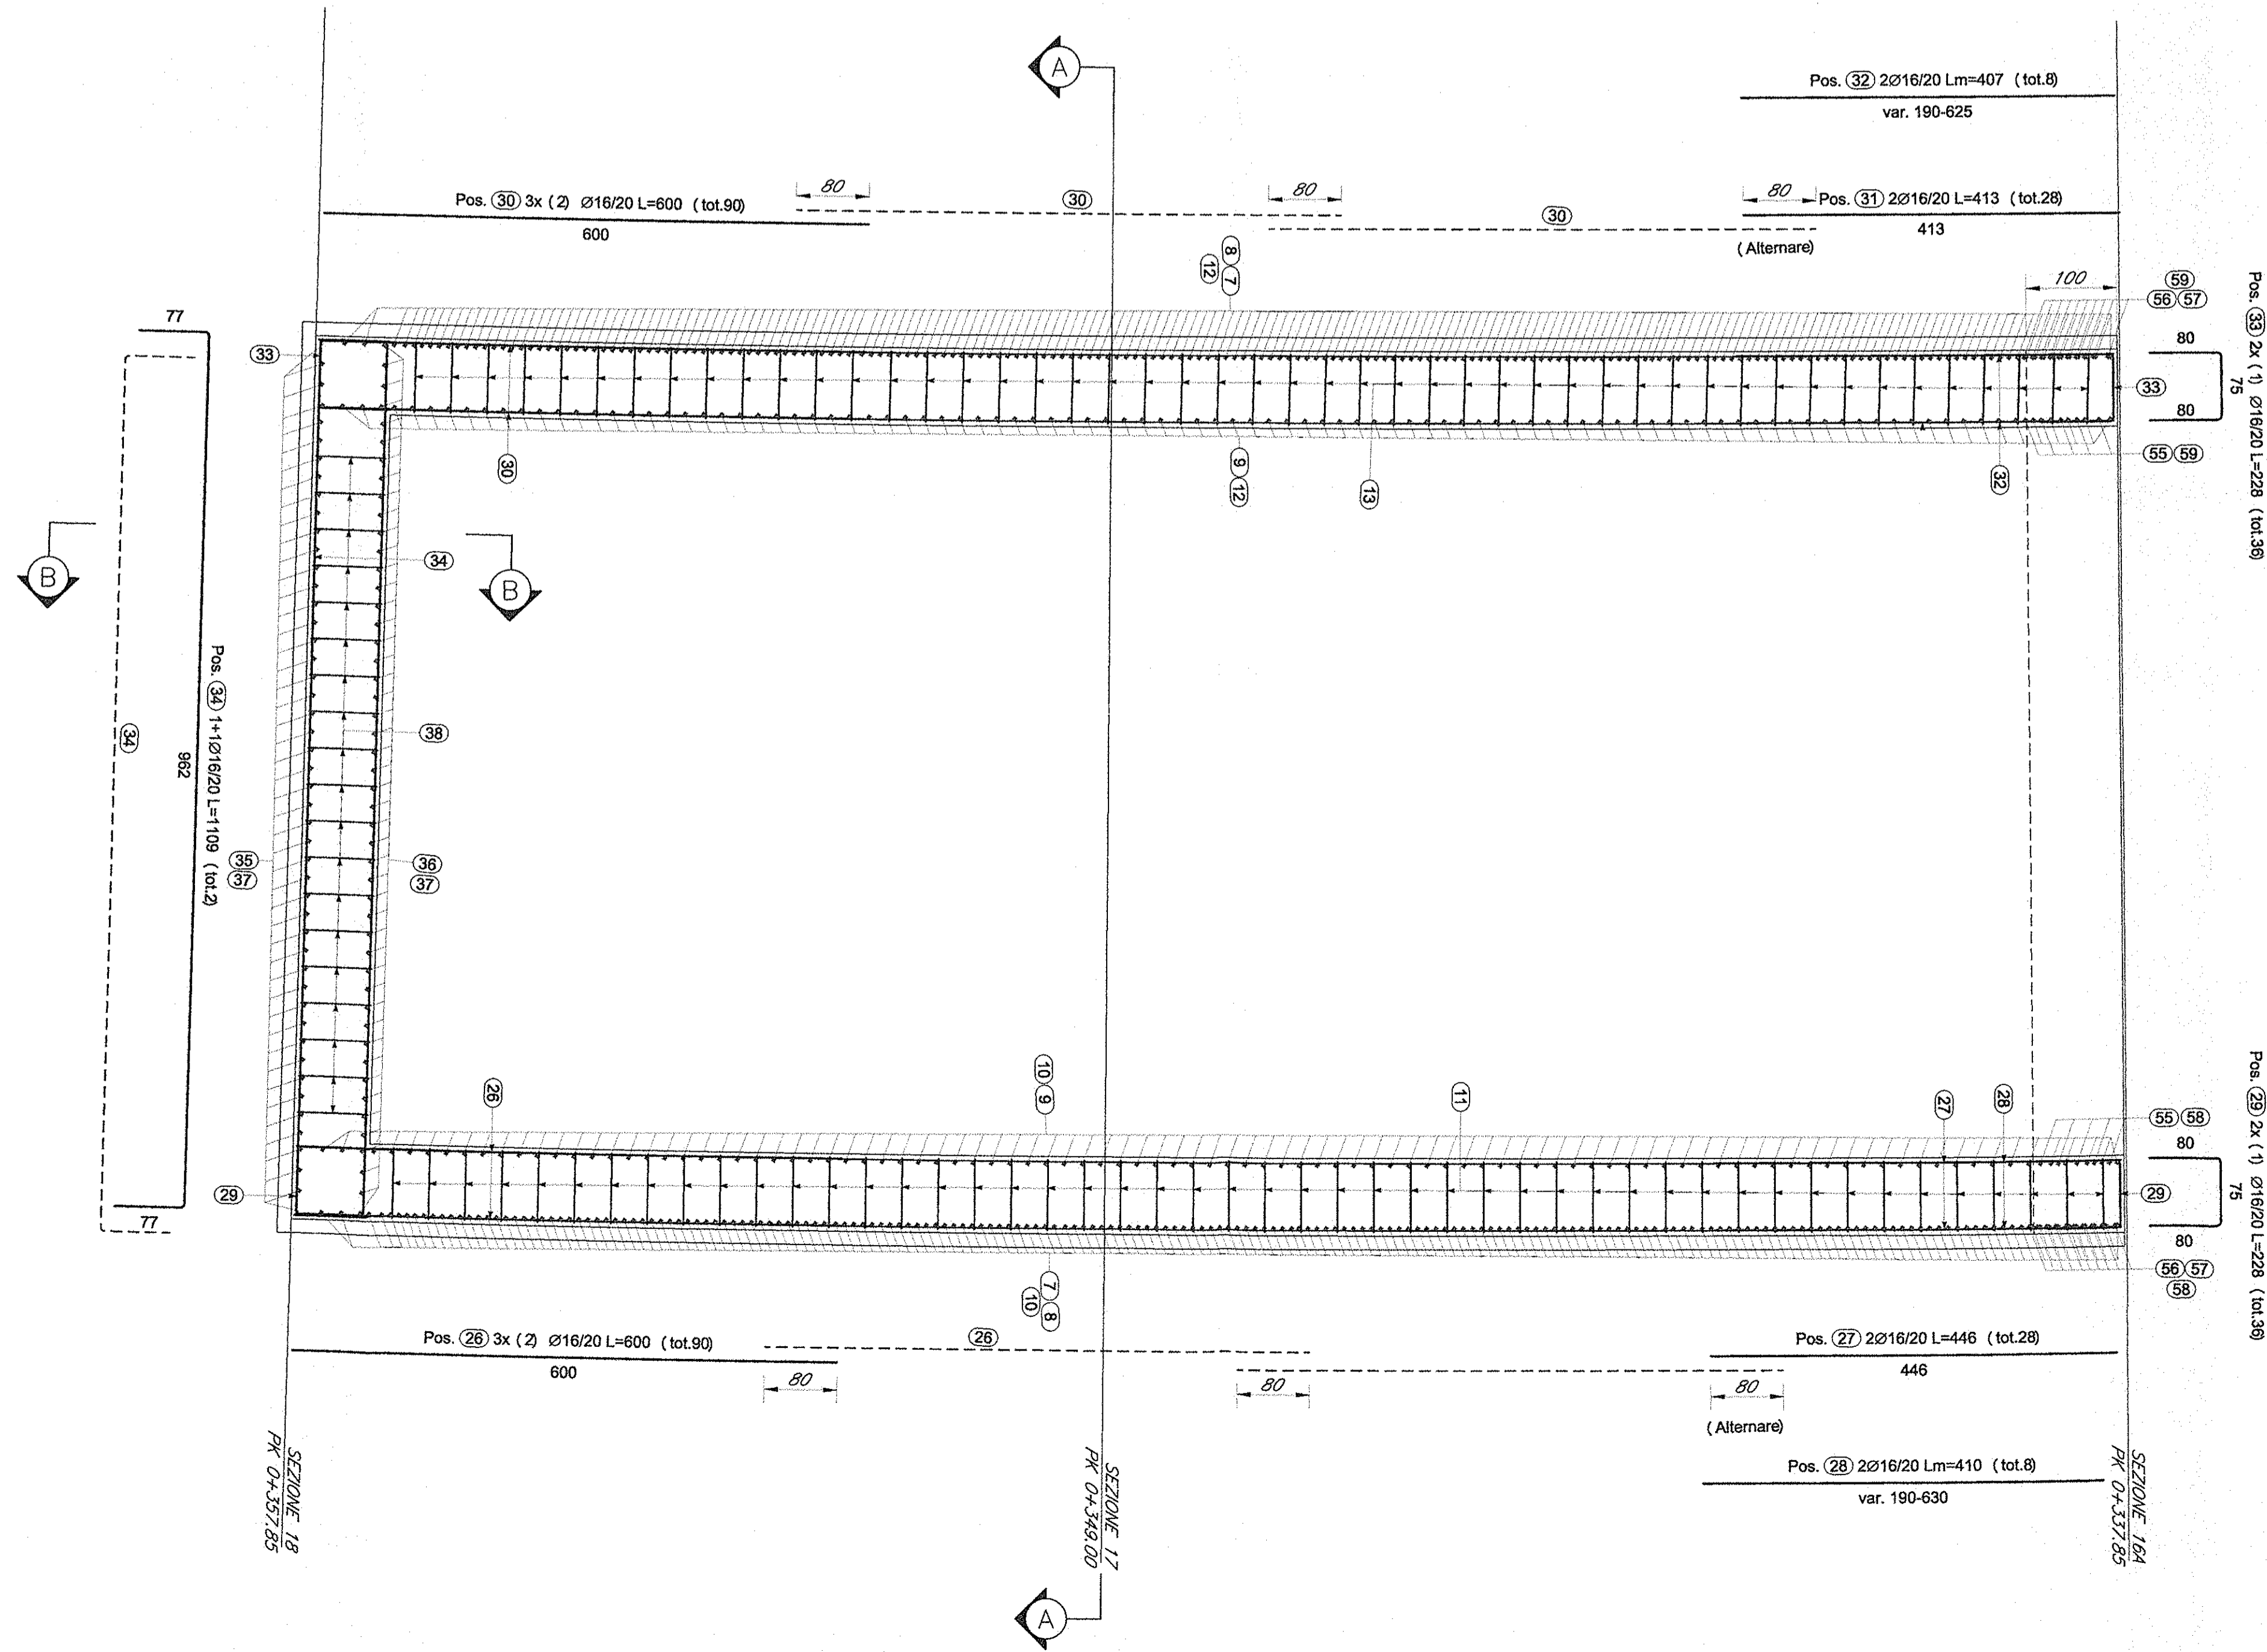 A
Pos. 32 2Ø16/20 Lm=407 (tot.8)
var. 190-625
Pos. 30 3x (2) Ø16/20 L=600 (tot.90)
600
80
30
80
30
80
Pos. 31 2Ø16/20 L=413 (tot.28)
413
(Alternare)
8 7
12
100
59
56 57
80
75
80
Pos. 33 2x (1) Ø16/20 L=228 (tot.36)
33
33
55 59
30
9 12
13
32
77
34
962
77
Pos. 34 1+1Ø16/20 L=1109 (tot.2)
B
B
34
38
35
37
36
37
26
10 9
11
27
28
55 58
80
75
80
Pos. 29 2x (1) Ø16/20 L=228 (tot.36)
29
29
56 57
58
7 8
10
Pos. 26 3x (2) Ø16/20 L=600 (tot.90)
600
80
26
80
80
Pos. 27 2Ø16/20 L=446 (tot.28)
446
(Alternare)
Pos. 28 2Ø16/20 Lm=410 (tot.8)
var. 190-630
SEZIONE 18
PK 0+357.85
SEZIONE 17
PK 0+349.00
SEZIONE 16A
PK 0+337.85
A